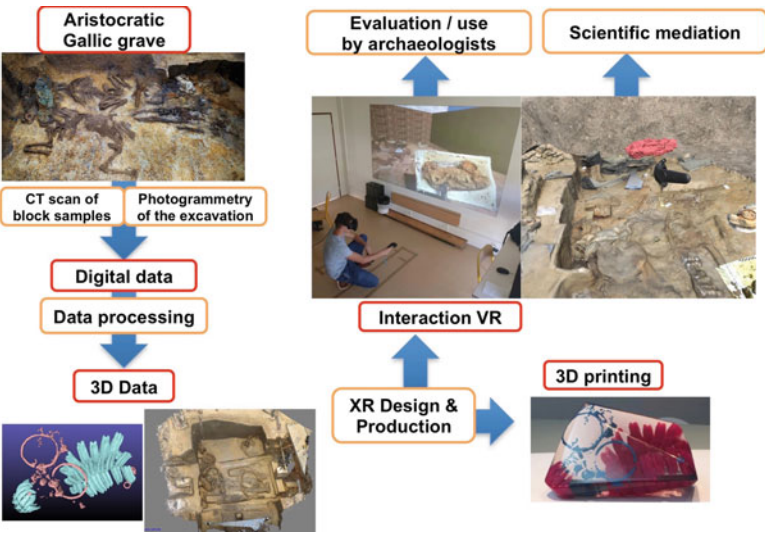 Aristocratic
Gallic grave
CT scan of
block samples
Photogrammetry
of the excavation
Digital data
Data processing
3D Data
Evaluation / use
by archaeologists
Scientific mediation
Interaction VR
XR Design &
Production
3D printing